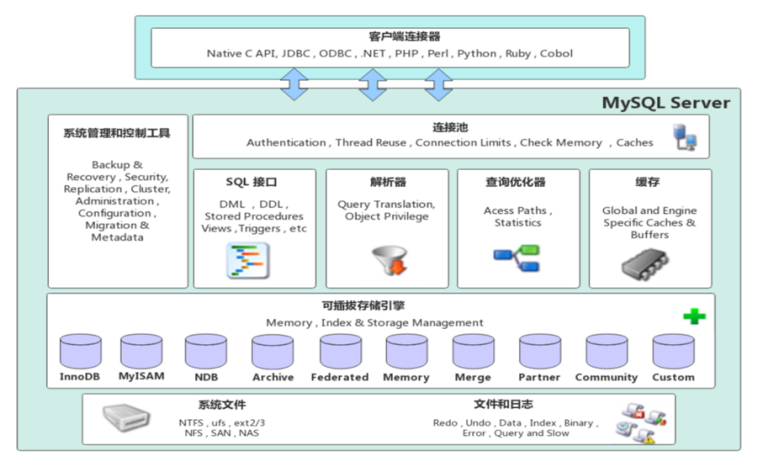 客户端连接器
Native C API, JDBC , ODBC , .NET , PHP , Perl , Python , Ruby , Cobol
MySQL Server
系统管理和控制工具
Backup &
Recovery , Security,
Replication , Cluster,
Administration ,
Configuration ,
Migration &
Metadata
连接池
Authentication , Thread Reuse , Connection Limits , Check Memory , Caches
SQL 接口
DML , DDL ,
Stored Procedures
Views ,Triggers , etc
解析器
Query Translation,
Object Privilege
查询优化器
Acess Paths ,
Statistics
缓存
Global and Engine
Specific Caches &
Buffers
可插拔存储引擎
Memory , Index & Storage Management
InnoDB
MyISAM
NDB
Archive
Federated
Memory
Merge
Partner
Community
Custom
系统文件
NTFS , ufs , ext2/3
NFS , SAN , NAS
文件和日志
Redo , Undo , Data , Index , Binary ,
Error , Query and Slow